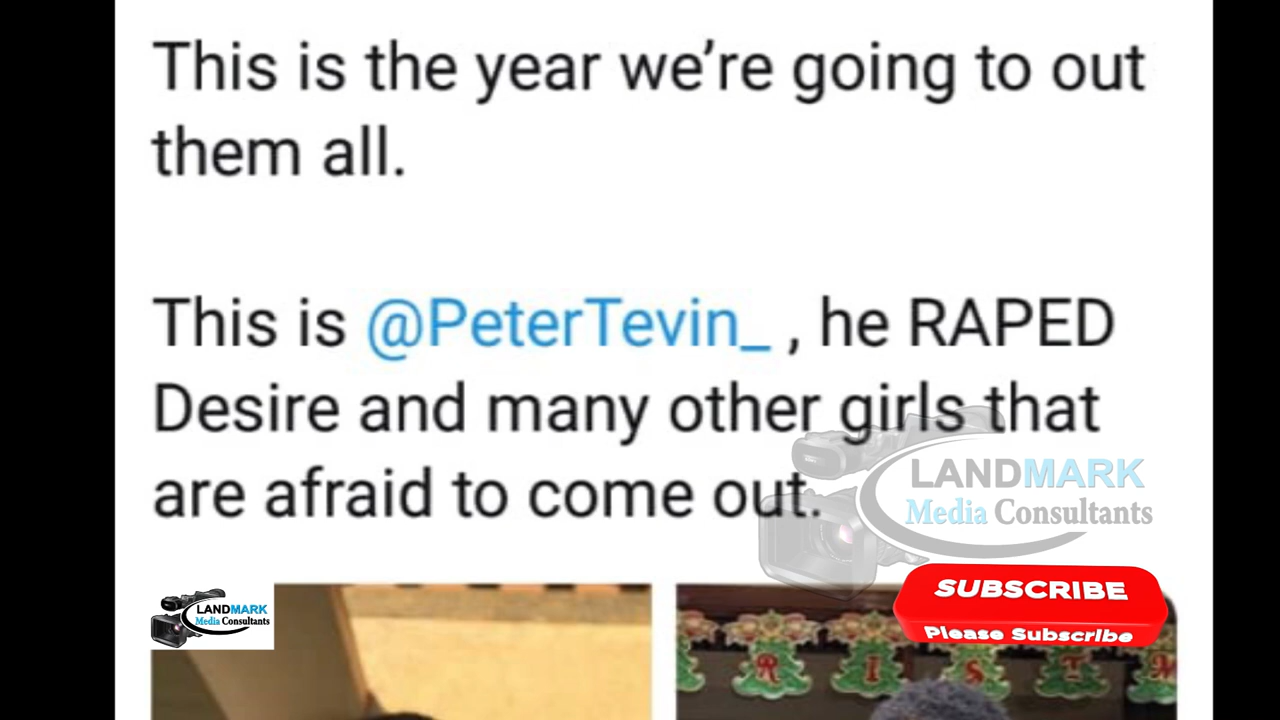 This is the year we’re going to out
them all.
This is @PeterTevin_ , he RAPED
Desire and many other girls that
are afraid to come out.
LANDMARK
Media Consultants
SUBSCRIBE
Please Subscribe
LANDMARK
Media Consultants
R I S T M